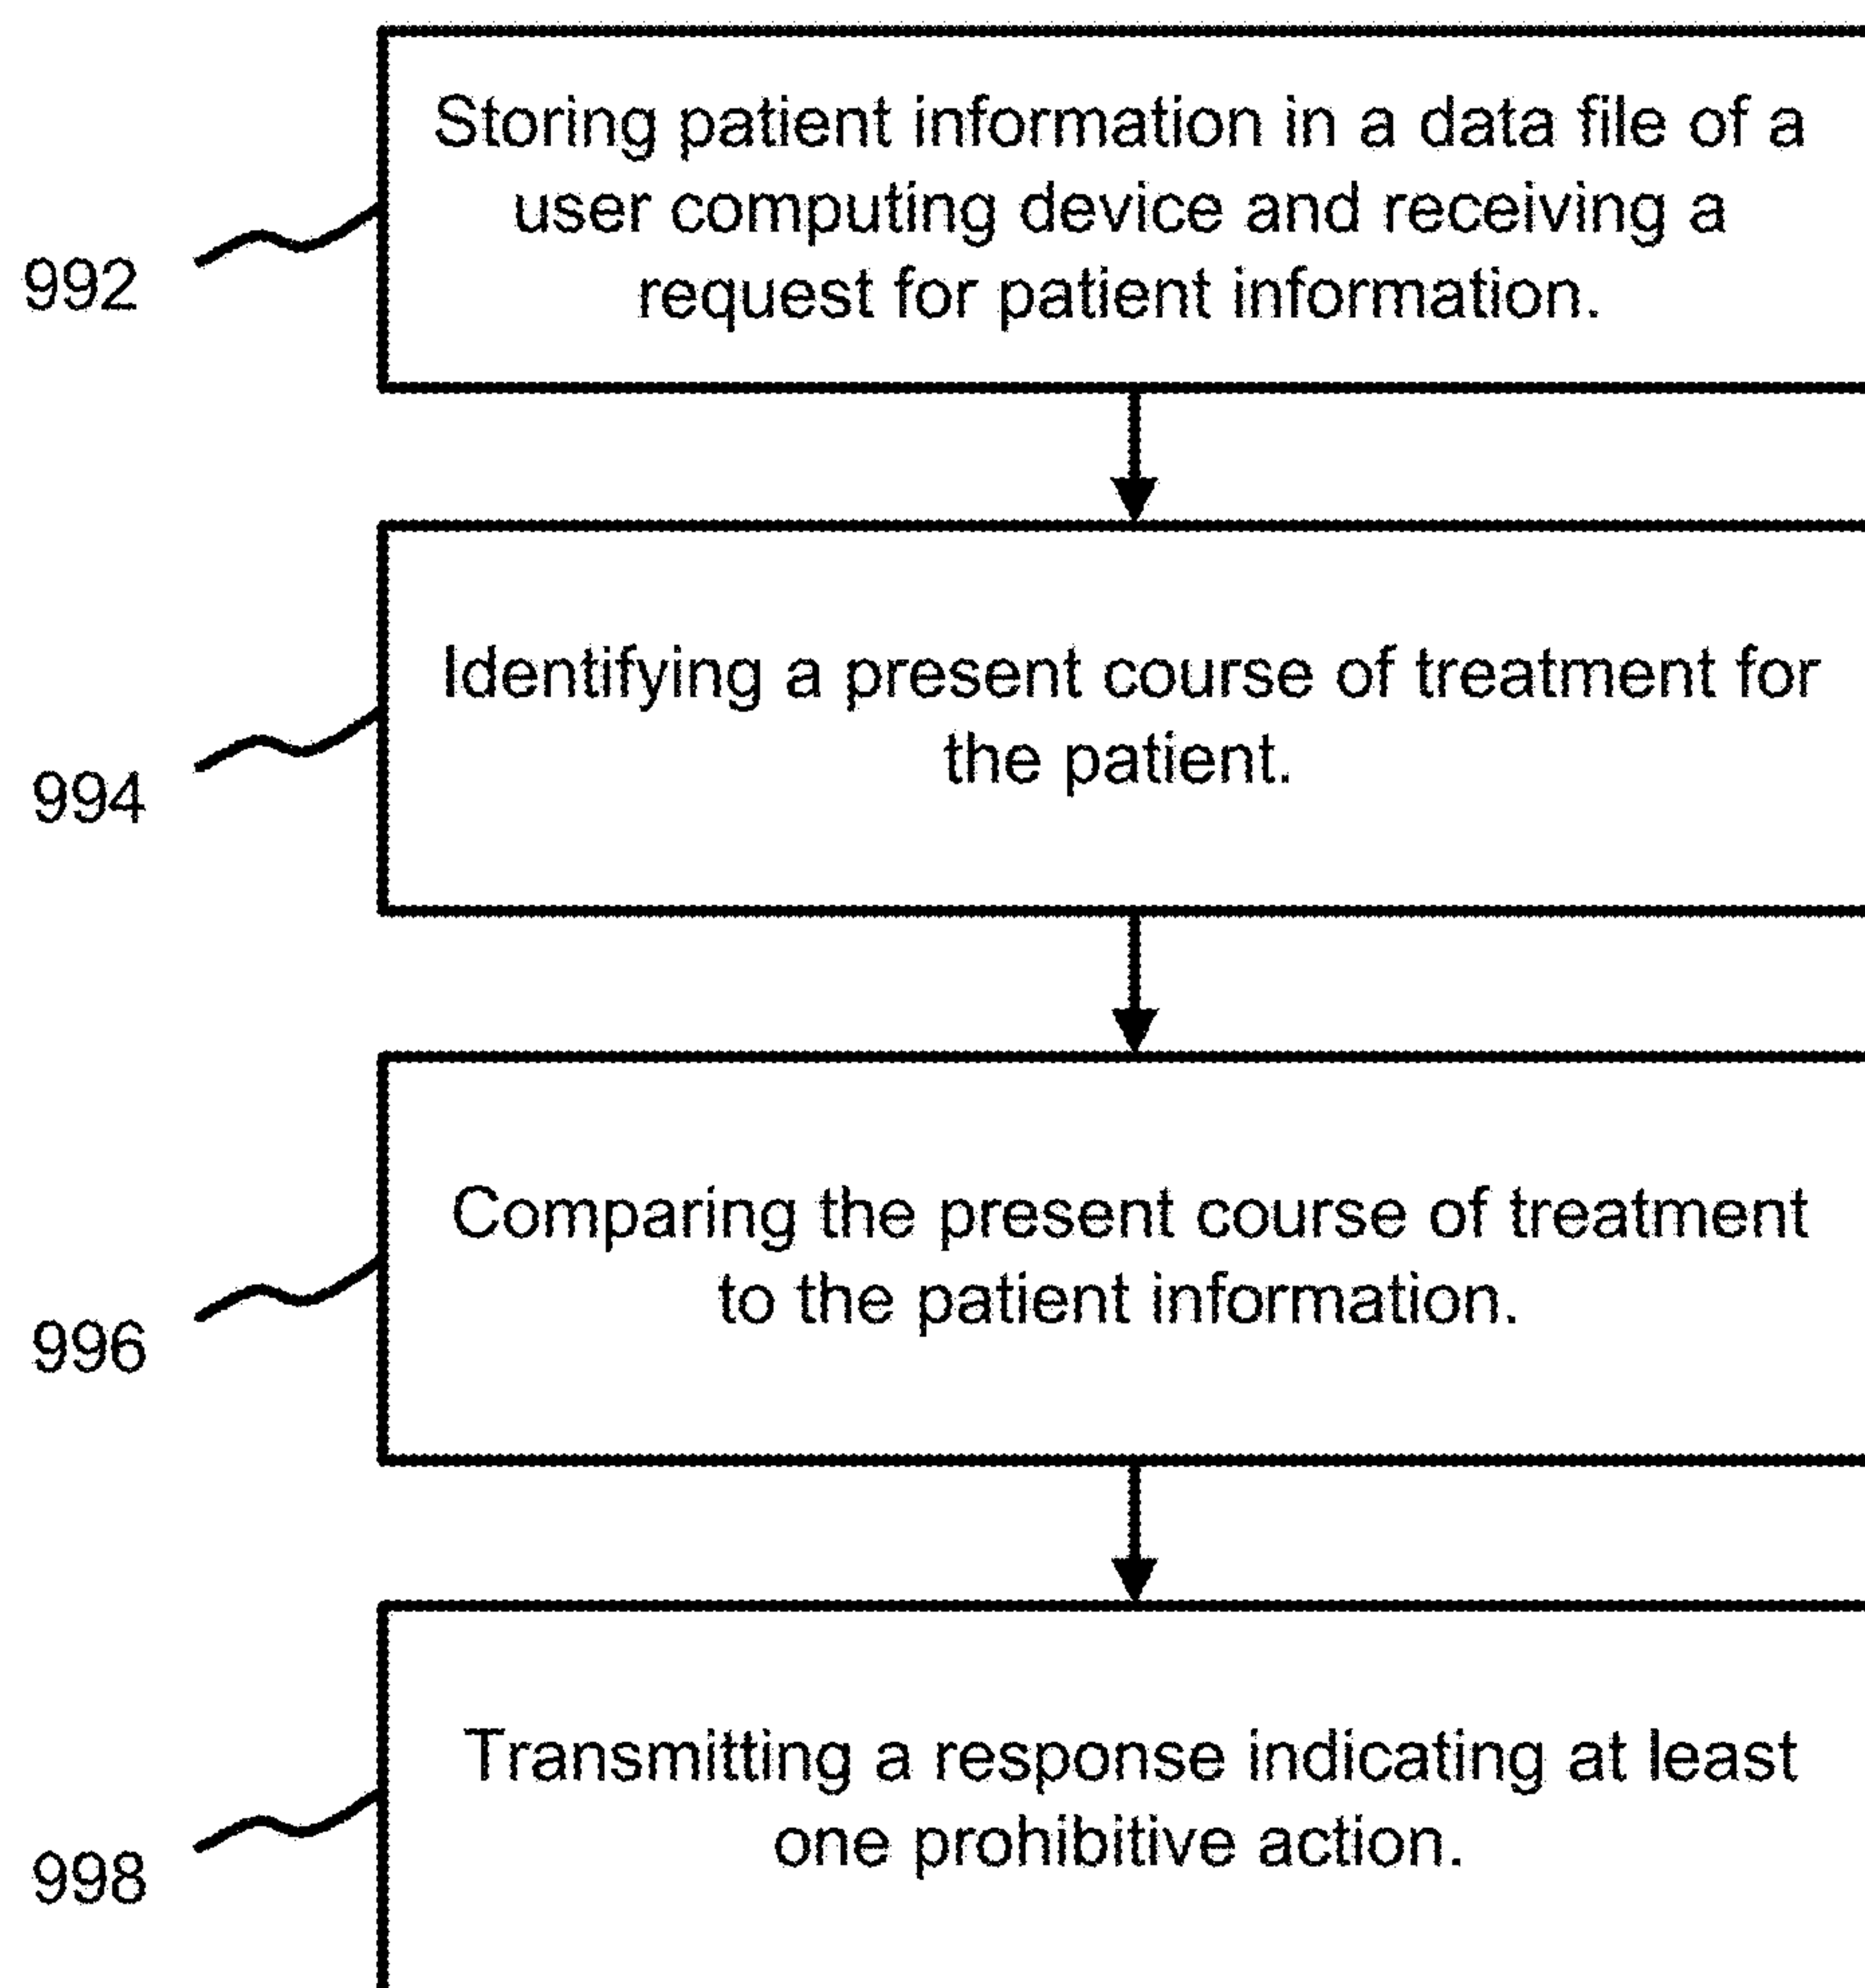 Storing patient information in a data file of a
user computing device and receiving a
request for patient information.
992
Identifying a present course of treatment for
the patient.
994
Comparing the present course of treatment
to the patient information.
996
Transmitting a response indicating at least
one prohibitive action.
998